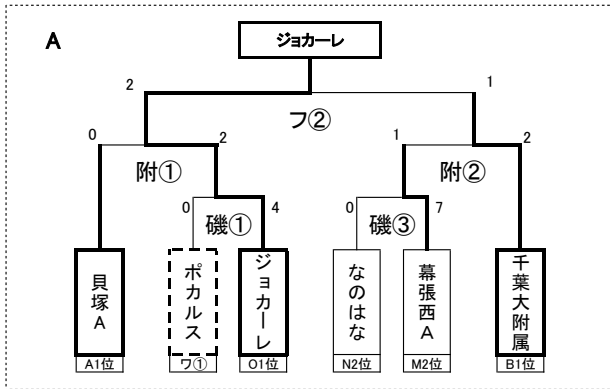 A
ジョカーレ
2
1
フ②
0
2
1
2
附①
附②
0
4
0
7
磯①
磯③
貝塚A
ポカルス
ジョカーレ
なのはな
幕張西A
千葉大附属
A1位
ワ①
O1位
N2位
M2位
B1位